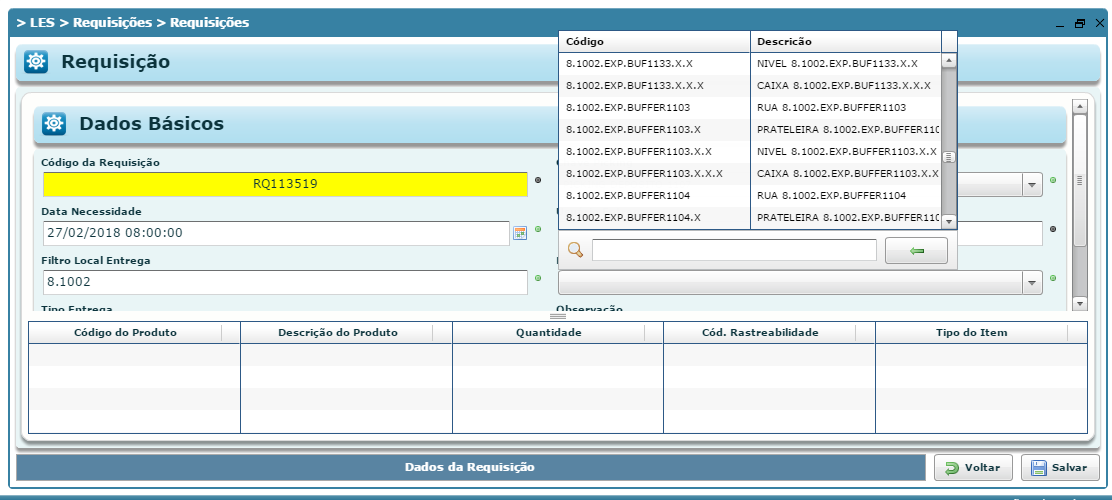 > LES > Requisições > Requisições
Requisição
Dados Básicos
Código da Requisição
RQ113519
Data Necessidade
27/02/2018 08:00:00
Filtro Local Entrega
8.1002
Tipo Entrega
Observação
Código Descricão
8.1002.EXP.BUF1133.X.X NIVEL 8.1002.EXP.BUF1133.X.X
8.1002.EXP.BUF1133.X.X.X CAIXA 8.1002.EXP.BUF1133.X.X.X
8.1002.EXP.BUFFER1103 RUA 8.1002.EXP.BUFFER1103
8.1002.EXP.BUFFER1103.X PRATELEIRA 8.1002.EXP.BUFFER110
8.1002.EXP.BUFFER1103.X.X NIVEL 8.1002.EXP.BUFFER1103.X.X
8.1002.EXP.BUFFER1103.X.X.X CAIXA 8.1002.EXP.BUFFER1103.X.X
8.1002.EXP.BUFFER1104 RUA 8.1002.EXP.BUFFER1104
8.1002.EXP.BUFFER1104.X PRATELEIRA 8.1002.EXP.BUFFER110
Código do Produto Descrição do Produto Quantidade Cód. Rastreabilidade Tipo do Item
Dados da Requisição
Voltar
Salvar